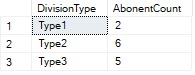 DivisionType AbonentCount
1 Type1 2
2 Type2 6
3 Type3 5